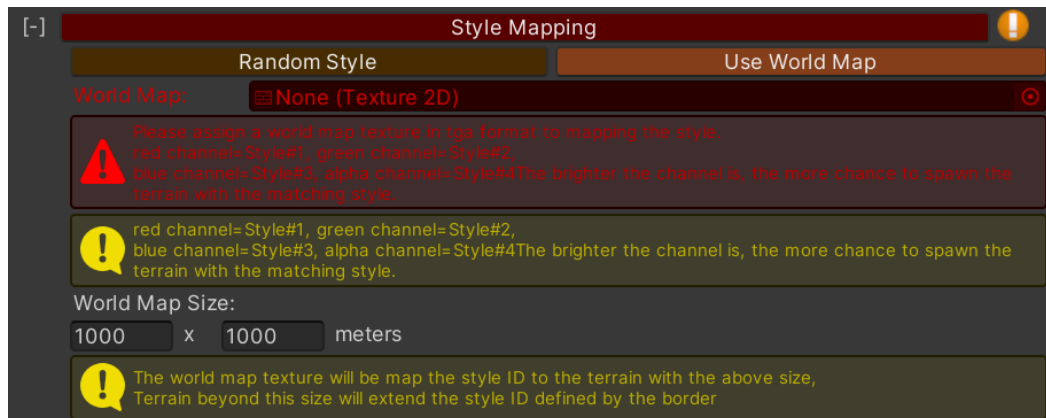 [-] Style Mapping
Random Style Use World Map
World Map: None (Texture 2D)
Please assign a world map texture in tga format to mapping the style.
red channel=Style#1, green channel=Style#2,
blue channel=Style#3, alpha channel=Style#4The brighter the channel is, the more chance to spawn the
terrain with the matching style.
red channel=Style#1, green channel=Style#2,
blue channel=Style#3, alpha channel=Style#4The brighter the channel is, the more chance to spawn the
terrain with the matching style.
World Map Size:
1000 x 1000 meters
The world map texture will be map the style ID to the terrain with the above size,
Terrain beyond this size will extend the style ID defined by the border